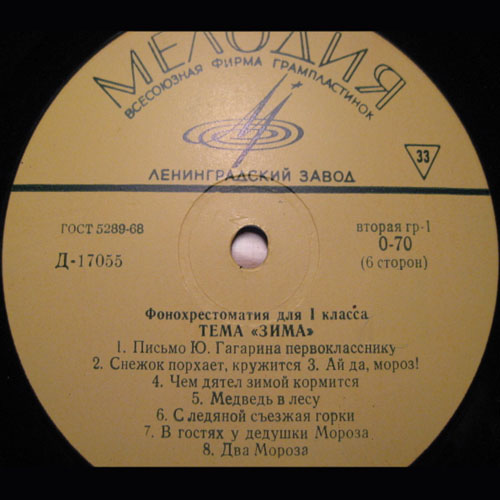 МЕЛОДИЯ
ВСЕСОЮЗНАЯ ФИРМА ГРАМПЛАСТИНОК
ЛЕНИНГРАДСКИЙ ЗАВОД
33
ГОСТ 5289-68
Д-17055
вторая гр-1
0-70
(6 сторон)
Фонохрестоматия для I класса
ТЕМА «ЗИМА»
1. Письмо Ю. Гагарина первокласснику
2. Снежок порхает, кружится 3. Ай да, мороз!
4. Чем дятел зимой кормится
5. Медведь в лесу
6. С ледяной съезжая горки
7. В гостях у дедушки Мороза
8. Два Мороза